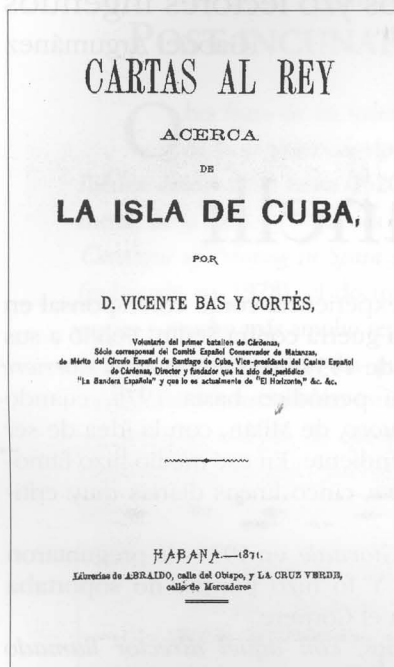 CARTAS AL REY
ACERCA
DE
LA ISLA DE CUBA,
POR
D. VICENTE BAS Y CORTÉS,
Voluntario del primer batallon de Cárdenas,
Sócio corresponsal del Comité Español Conservador de Matanzas,
de Mérito del Círculo Español de Santiago de Cuba, Vice-presidente del Casino Español
de Cárdenas, Director y fundador que ha sido del periódico
"La Bandera Española" y que lo es actualmente de "El Horizonte," &c. &c.
HABANA—1871.
Librerías de ABRAIDO, calle del Obispo, y LA CRUZ VERDE,
calle de Mercaderes